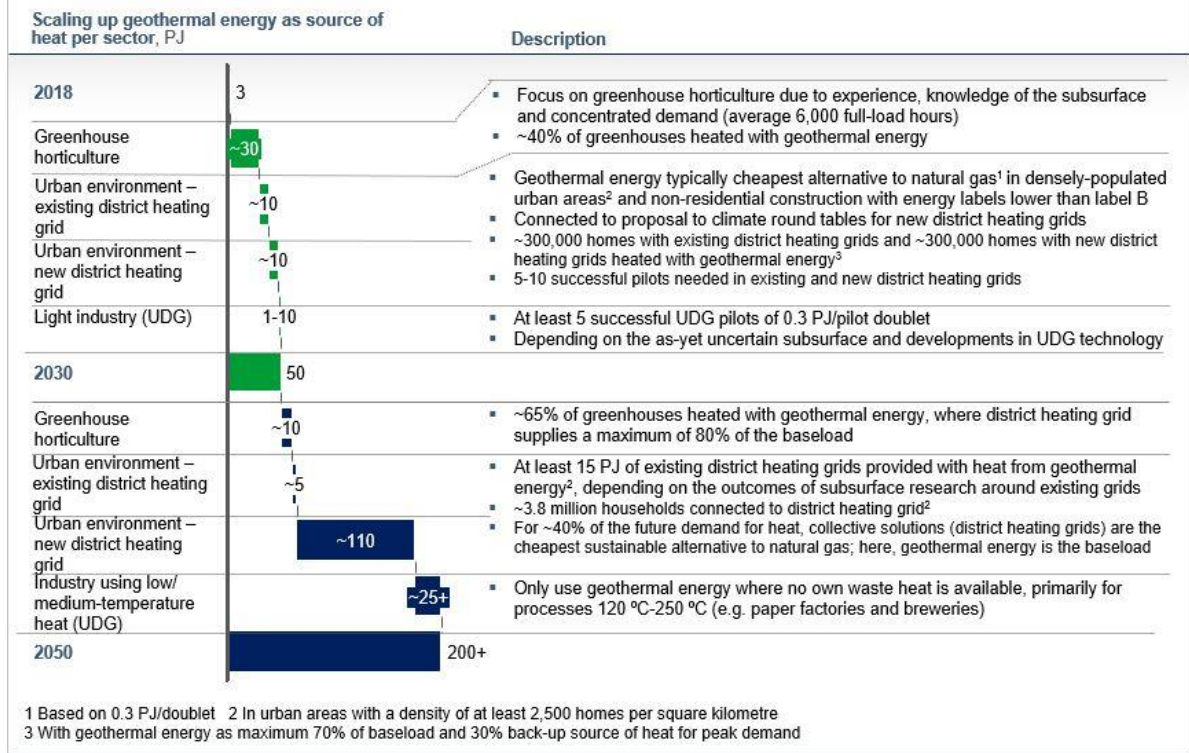 Scaling up geothermal energy as source of
heat per sector, PJ
Description
2018
3
▪ Focus on greenhouse horticulture due to experience, knowledge of the subsurface
and concentrated demand (average 6,000 full-load hours)
▪ ~40% of greenhouses heated with geothermal energy
Greenhouse
horticulture
~30
Urban environment –
existing district heating
grid
~10
▪ Geothermal energy typically cheapest alternative to natural gas¹ in densely-populated
urban areas² and non-residential construction with energy labels lower than label B
▪ Connected to proposal to climate round tables for new district heating grids
▪ ~300,000 homes with existing district heating grids and ~300,000 homes with new district
heating grids heated with geothermal energy³
▪ 5-10 successful pilots needed in existing and new district heating grids
Urban environment –
new district heating
grid
~10
Light industry (UDG)
1-10
▪ At least 5 successful UDG pilots of 0.3 PJ/pilot doublet
▪ Depending on the as-yet uncertain subsurface and developments in UDG technology
2030
50
Greenhouse
horticulture
~10
▪ ~65% of greenhouses heated with geothermal energy, where district heating grid
supplies a maximum of 80% of the baseload
Urban environment –
existing district heating
grid
~5
▪ At least 15 PJ of existing district heating grids provided with heat from geothermal
energy², depending on the outcomes of subsurface research around existing grids
▪ ~3.8 million households connected to district heating grid²
▪ For ~40% of the future demand for heat, collective solutions (district heating grids) are the
cheapest sustainable alternative to natural gas; here, geothermal energy is the baseload
Urban environment –
new district heating
grid
~110
Industry using low/
medium-temperature
heat (UDG)
~25+
▪ Only use geothermal energy where no own waste heat is available, primarily for
processes 120 ºC-250 ºC (e.g. paper factories and breweries)
2050
200+
1 Based on 0.3 PJ/doublet 2 In urban areas with a density of at least 2,500 homes per square kilometre
3 With geothermal energy as maximum 70% of baseload and 30% back-up source of heat for peak demand